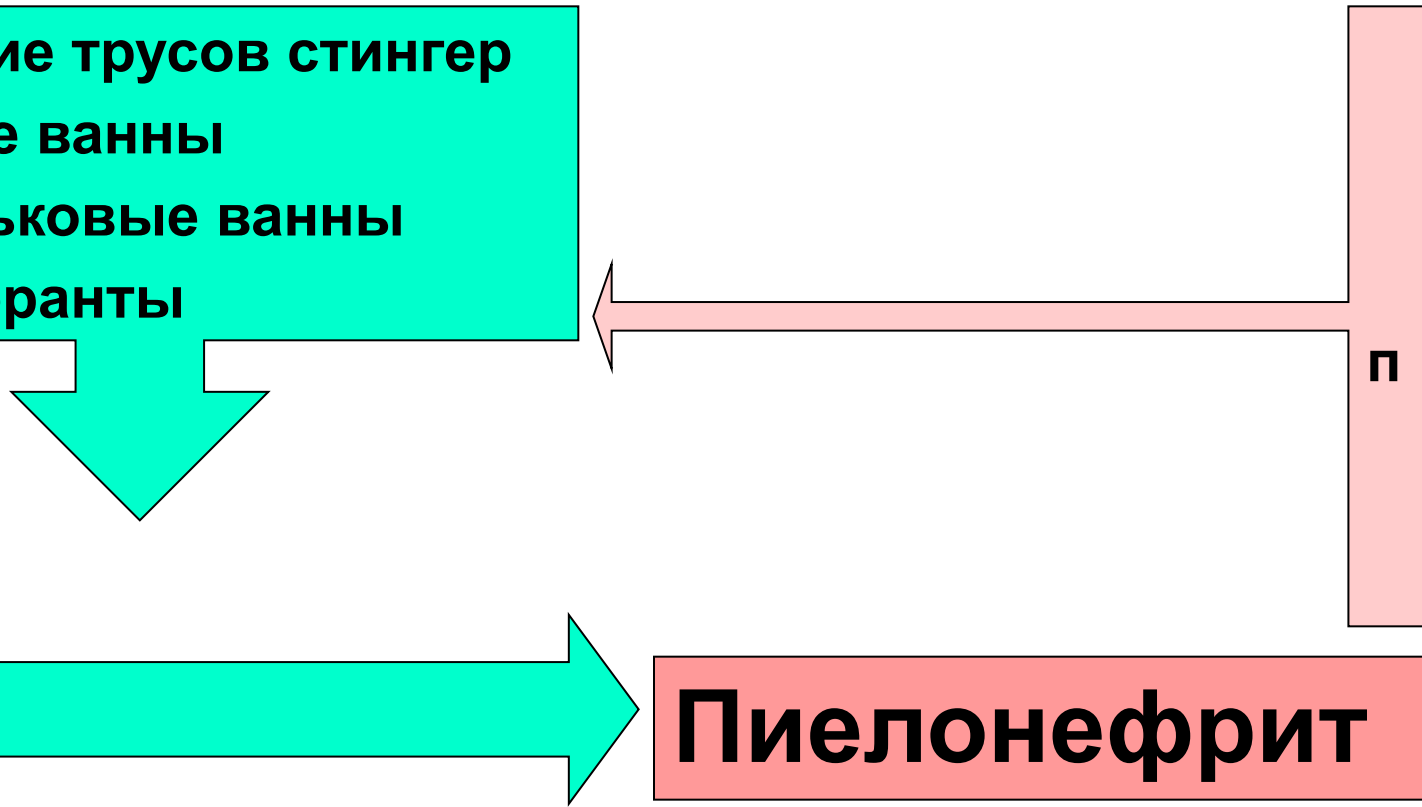 ие трусов стингер
е ванны
ьковые ванны
ранты
п
Пиелонефрит